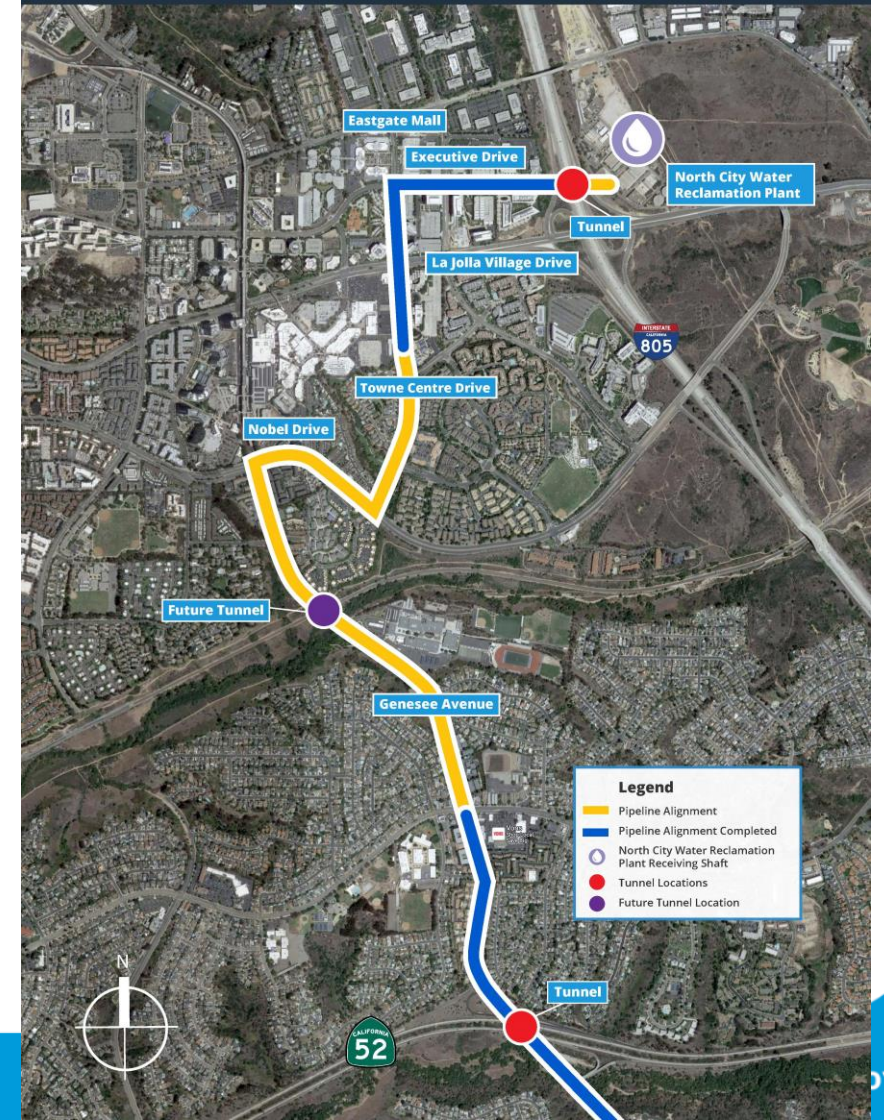 Eastgate Mall
Executive Drive
North City Water
Reclamation Plant
Tunnel
La Jolla Village Drive
INTERSTATE
CALIFORNIA
805
Towne Centre Drive
Nobel Drive
Future Tunnel
Genesee Avenue
Legend
Pipeline Alignment
Pipeline Alignment Completed
North City Water Reclamation
Plant Receiving Shaft
Tunnel Locations
Future Tunnel Location
N
Tunnel
CALIFORNIA
52